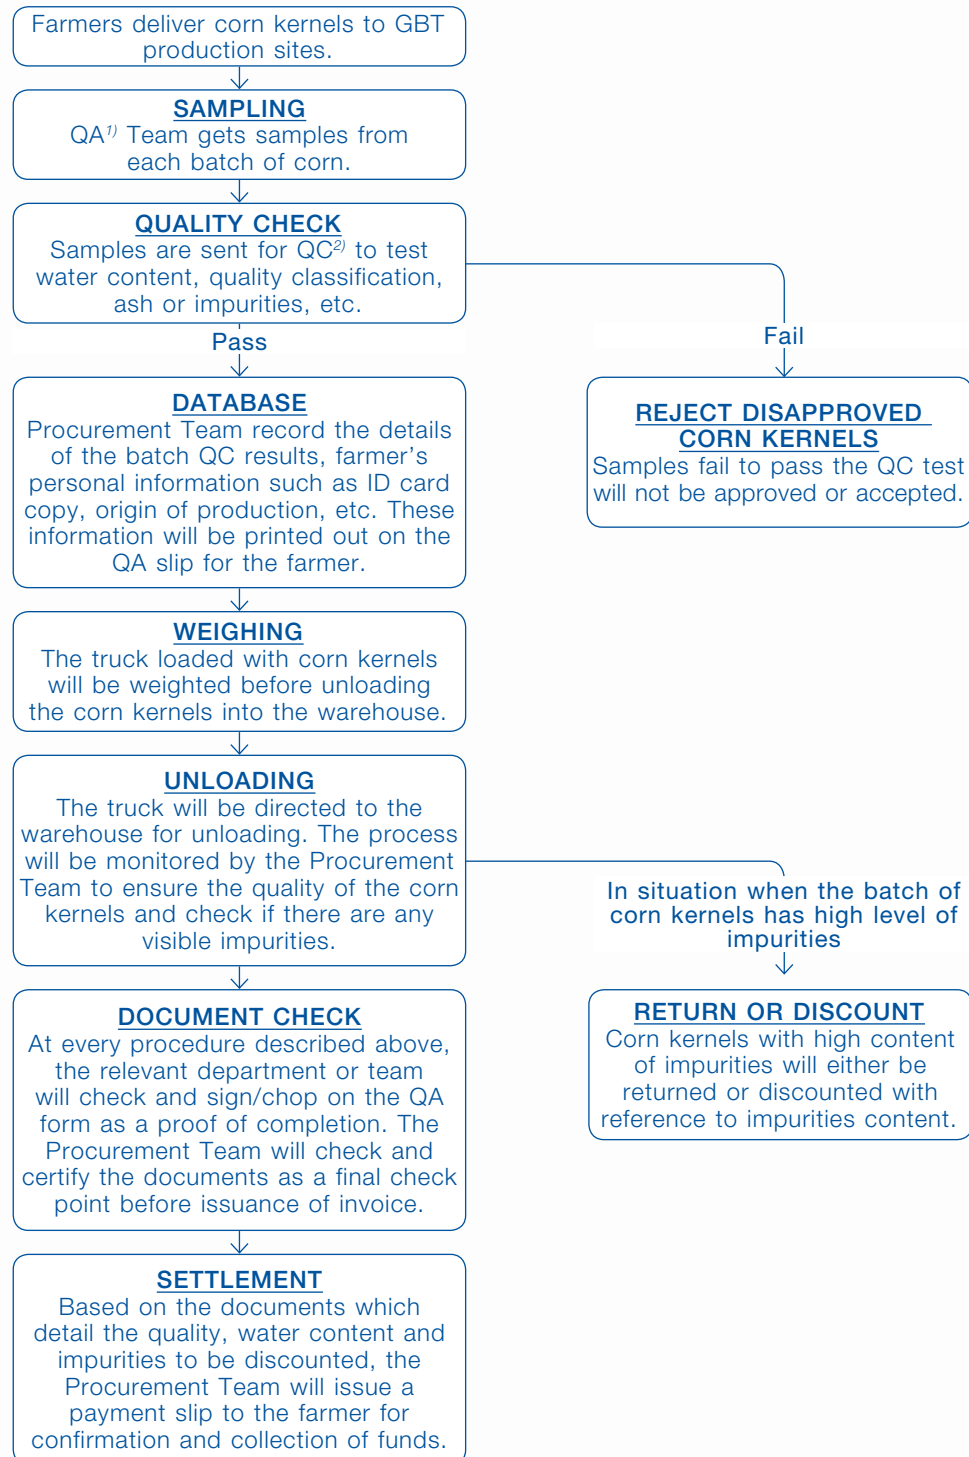 Farmers deliver corn kernels to GBT
production sites.
SAMPLING
QA1) Team gets samples from
each batch of corn.
QUALITY CHECK
Samples are sent for QC2) to test
water content, quality classification,
ash or impurities, etc.
Pass
Fail
DATABASE
Procurement Team record the details
of the batch QC results, farmer's
personal information such as ID card
copy, origin of production, etc. These
information will be printed out on the
QA slip for the farmer.
REJECT DISAPPROVED
CORN KERNELS
Samples fail to pass the QC test
will not be approved or accepted.
WEIGHING
The truck loaded with corn kernels
will be weighted before unloading
the corn kernels into the warehouse.
UNLOADING
The truck will be directed to the
warehouse for unloading. The process
will be monitored by the Procurement
Team to ensure the quality of the corn
kernels and check if there are any
visible impurities.
In situation when the batch of
corn kernels has high level of
impurities
RETURN OR DISCOUNT
Corn kernels with high content
of impurities will either be
returned or discounted with
reference to impurities content.
DOCUMENT CHECK
At every procedure described above,
the relevant department or team
will check and sign/chop on the QA
form as a proof of completion. The
Procurement Team will check and
certify the documents as a final check
point before issuance of invoice.
SETTLEMENT
Based on the documents which
detail the quality, water content and
impurities to be discounted, the
Procurement Team will issue a
payment slip to the farmer for
confirmation and collection of funds.